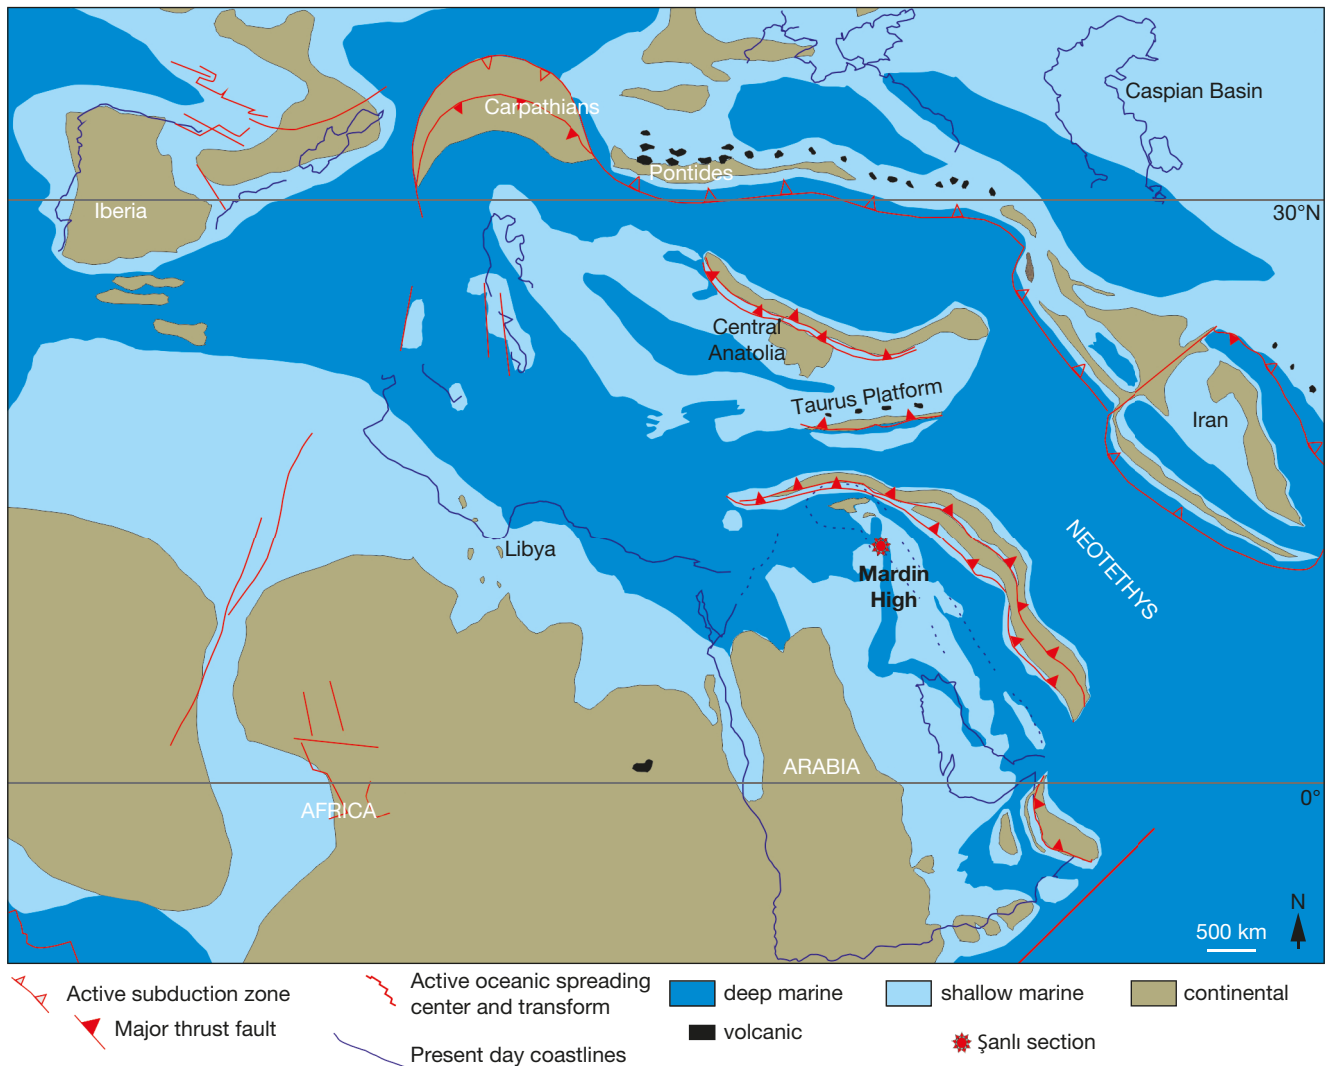 Caspian Basin
Carpathians
Pontides
Iberia
30°N
Central
Anatolia
Taurus Platform
Iran
NEOTETHYS
Libya
Mardin
High
ARABIA
0°
AFRICA
N
500 km
Active subduction zone
Major thrust fault
Active oceanic spreading
center and transform
Present day coastlines
deep marine
shallow marine
continental
volcanic
Şanlı section